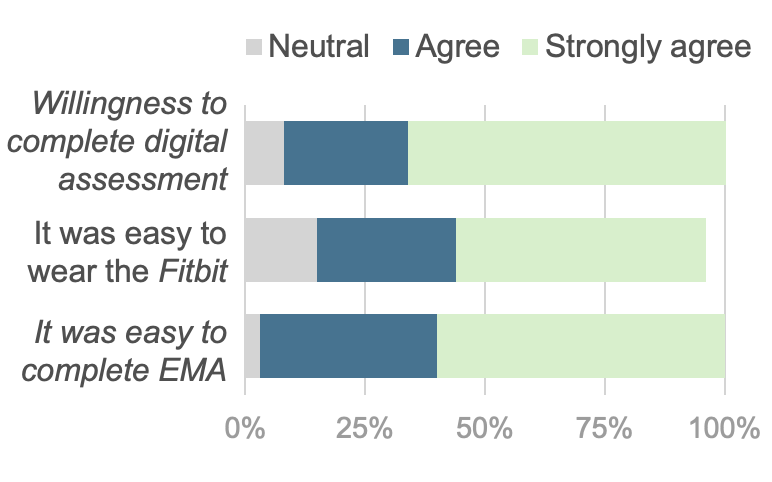 Neutral Agree Strongly agree
Willingness to
complete digital
assessment
It was easy to
wear the Fitbit
It was easy to
complete EMA
0% 25% 50% 75% 100%